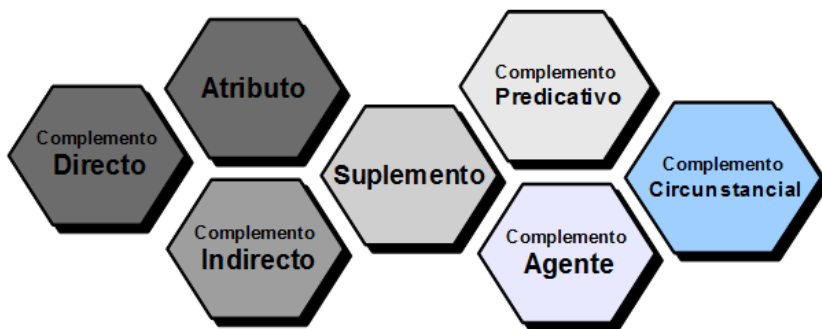 Complemento
Directo
Atributo
Complemento
Indirecto
Suplemento
Complemento
Predicativo
Complemento
Agente
Complemento
Circunstancial